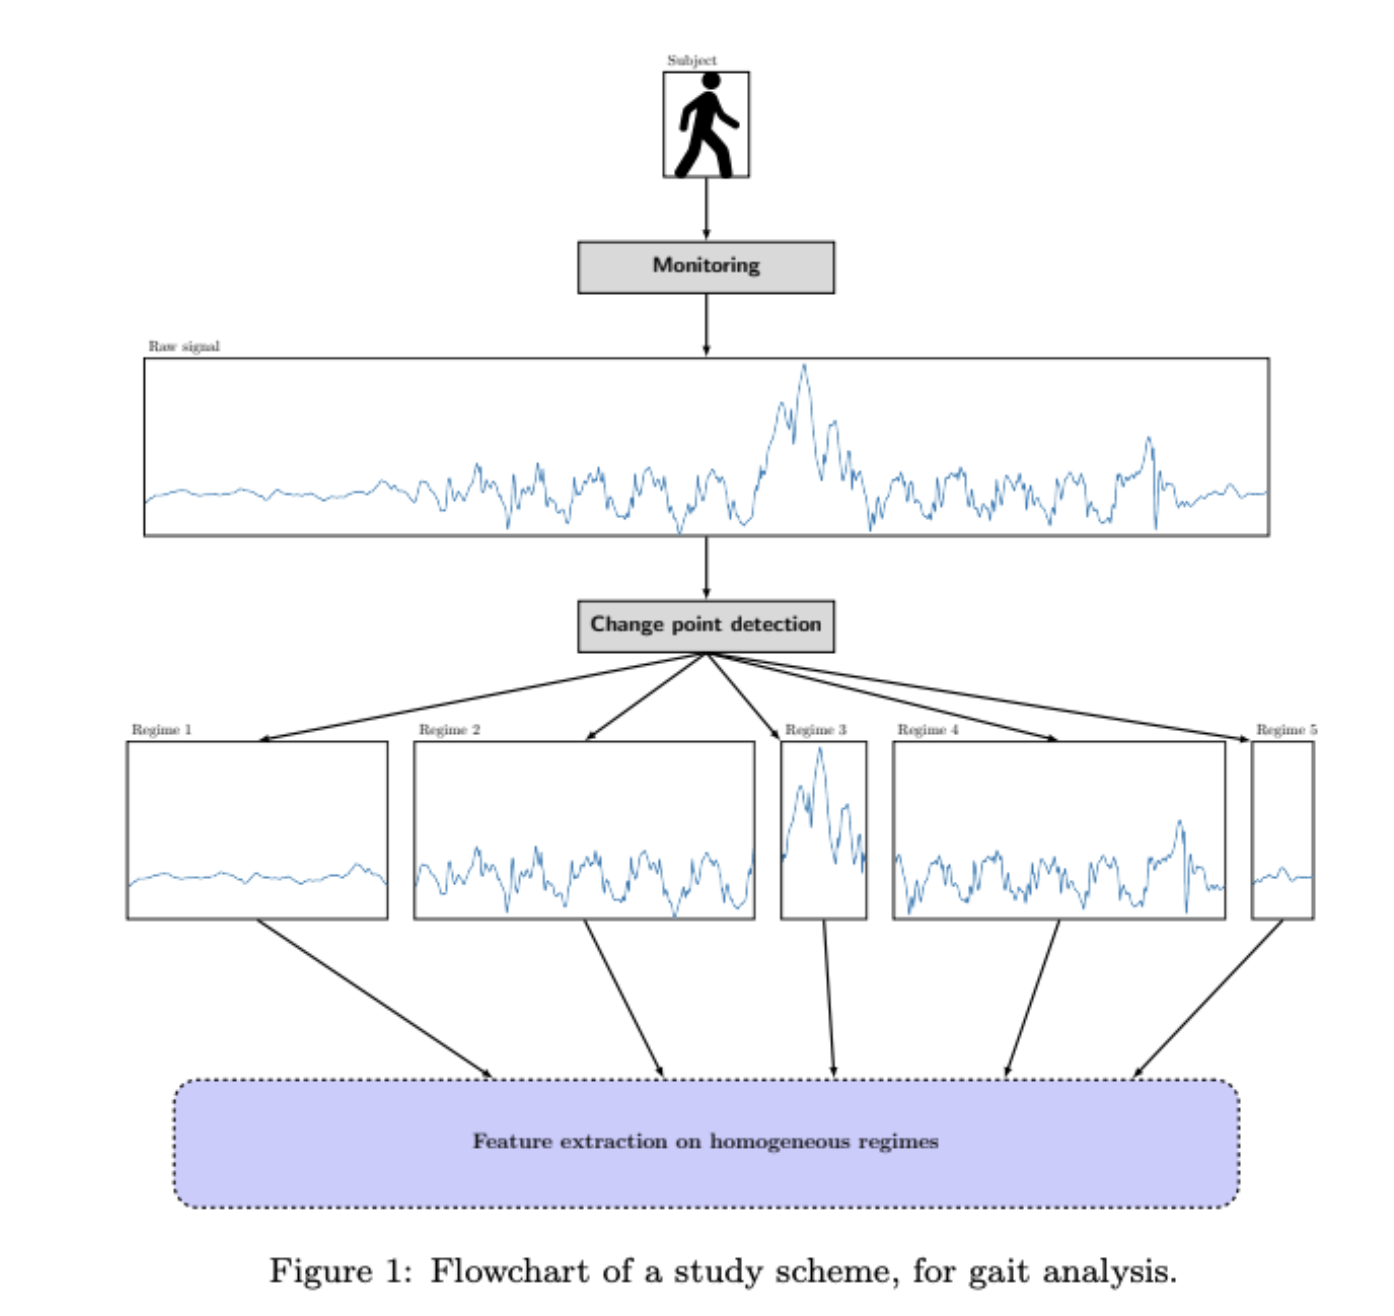 Subject
Monitoring
Raw signal
Change point detection
Regime 1
Regime 2
Regime 3
Regime 4
Regime 5
Feature extraction on homogeneous regimes
Figure 1: Flowchart of a study scheme, for gait analysis.